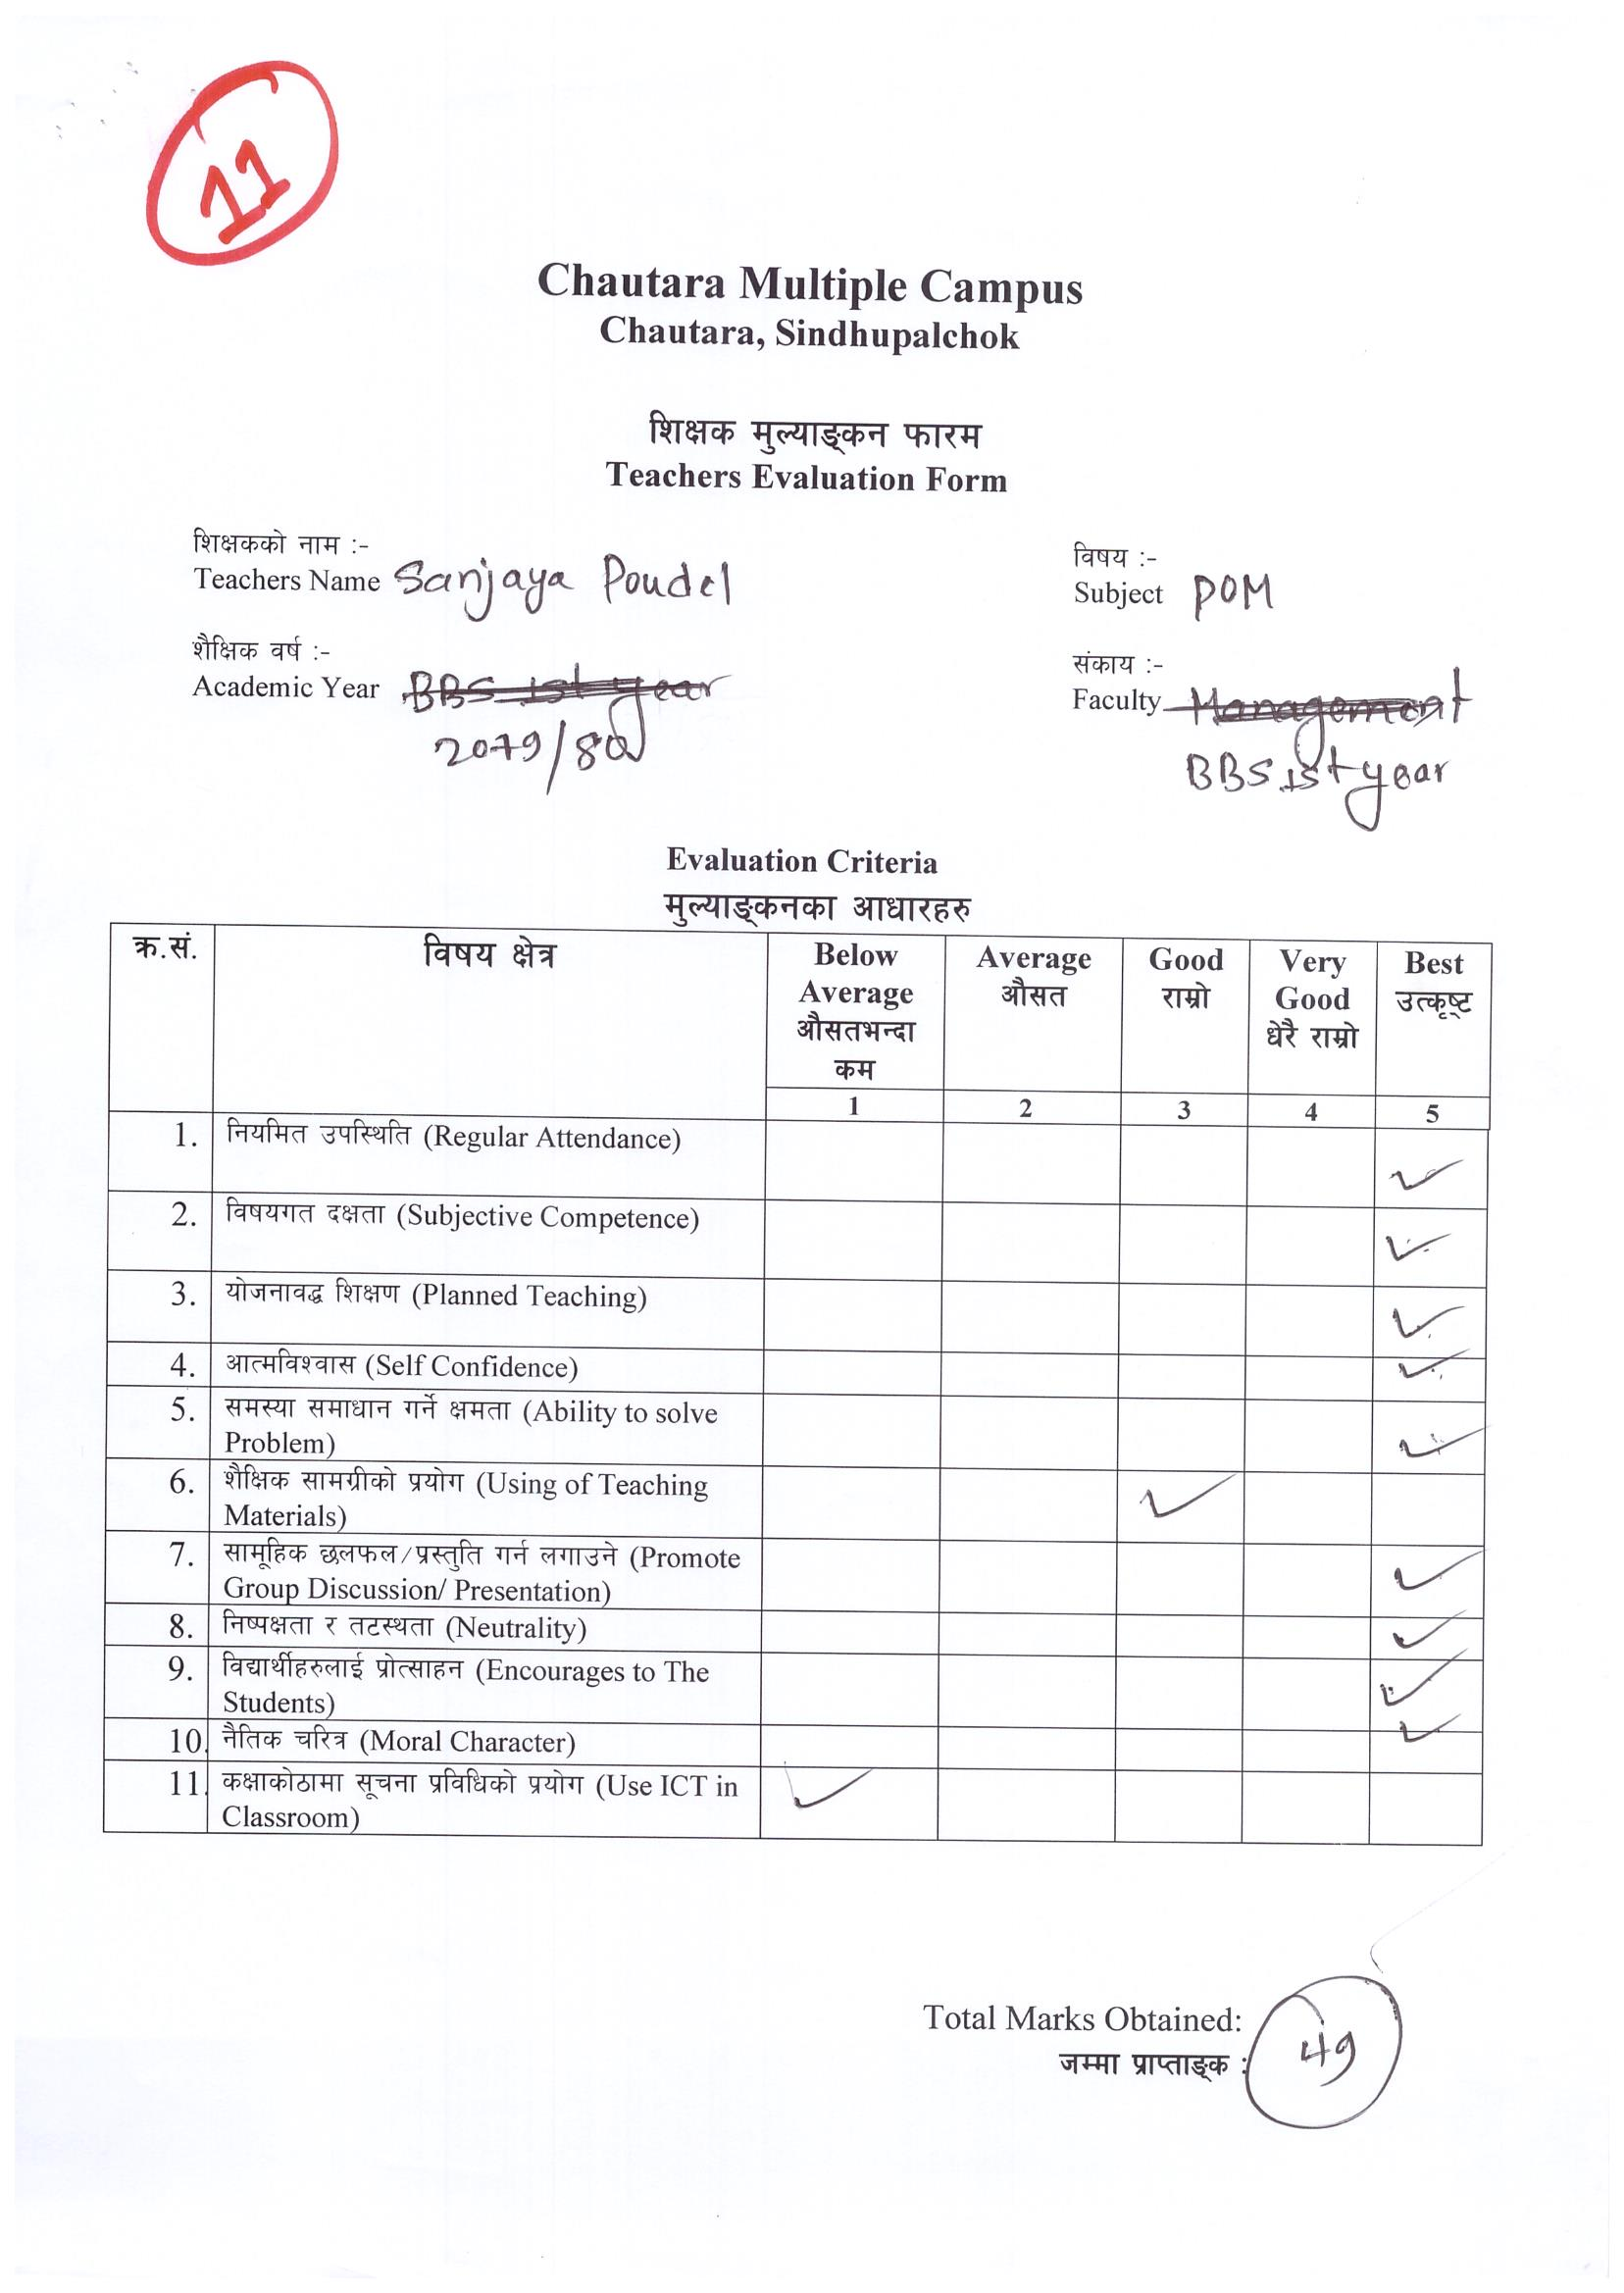 11
Chautara Multiple Campus
Chautara, Sindhupalchok
शिक्षक मुल्याङ्कन फारम
Teachers Evaluation Form
शिक्षकको नाम :-
Teachers Name Sanjaya Poudel
विषय :-
Subject POM
शैक्षिक वर्ष :-
Academic Year BBS 1st year
2079/80
संकाय :-
Faculty Management
BBS 1st year
Evaluation Criteria
मुल्याङ्कनका आधारहरु
क्र.सं. विषय क्षेत्र Below Average औसतभन्दा कम Average औसत Good राम्रो Very Good धेरै राम्रो Best उत्कृष्ट
1 2 3 4 5
1. नियमित उपस्थिति (Regular Attendance) ✓
2. विषयगत दक्षता (Subjective Competence) ✓
3. योजनावद्ध शिक्षण (Planned Teaching) ✓
4. आत्मविश्वास (Self Confidence) ✓
5. समस्या समाधान गर्ने क्षमता (Ability to solve
Problem) ✓
6. शैक्षिक सामग्रीको प्रयोग (Using of Teaching
Materials) ✓
7. सामूहिक छलफल/प्रस्तुति गर्न लगाउने (Promote
Group Discussion/ Presentation) ✓
8. निष्पक्षता र तटस्थता (Neutrality) ✓
9. विद्यार्थीहरुलाई प्रोत्साहन (Encourages to The
Students) ✓
10. नैतिक चरित्र (Moral Character) ✓
11. कक्षाकोठामा सूचना प्रविधिको प्रयोग (Use ICT in
Classroom) ✓
Total Marks Obtained:
जम्मा प्राप्ताङ्क : 49